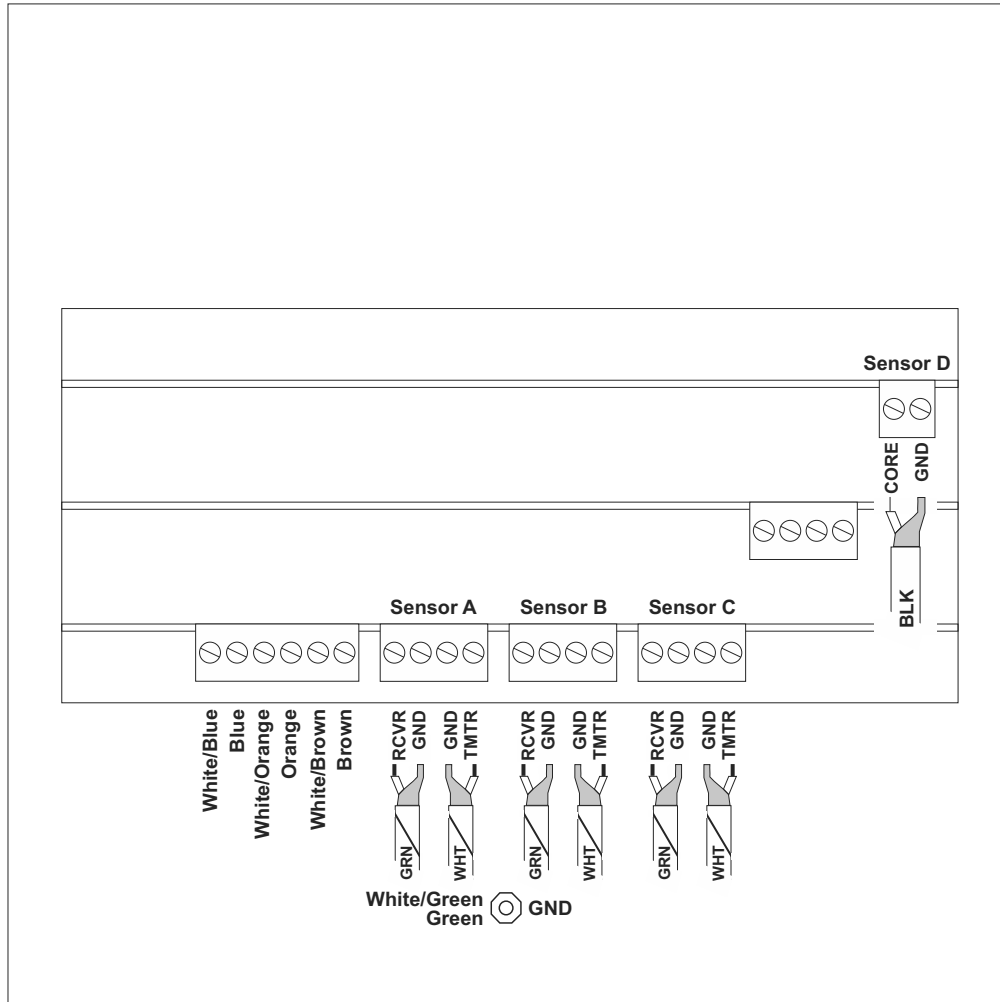 Sensor D
CORE
GND
BLK
Sensor A
Sensor B
Sensor C
White/Blue
Blue
White/Orange
Orange
White/Brown
Brown
RCVR
GND
GND
TMTR
RCVR
GND
GND
TMTR
RCVR
GND
GND
TMTR
GRN
WHT
GRN
WHT
GRN
WHT
White/Green
Green
GND